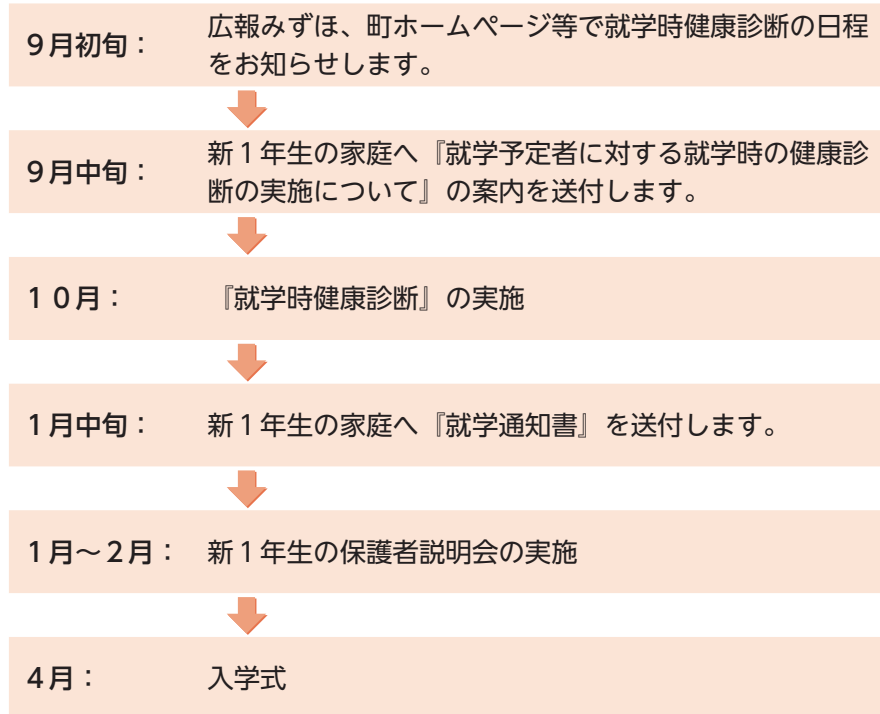 9月初旬： 広報みずほ、町ホームページ等で就学時健康診断の日程
をお知らせします。
9月中旬： 新1年生の家庭へ『就学予定者に対する就学時の健康診
断の実施について』の案内を送付します。
10月： 『就学時健康診断』の実施
1月中旬： 新1年生の家庭へ『就学通知書』を送付します。
1月～2月： 新1年生の保護者説明会の実施
4月： 入学式